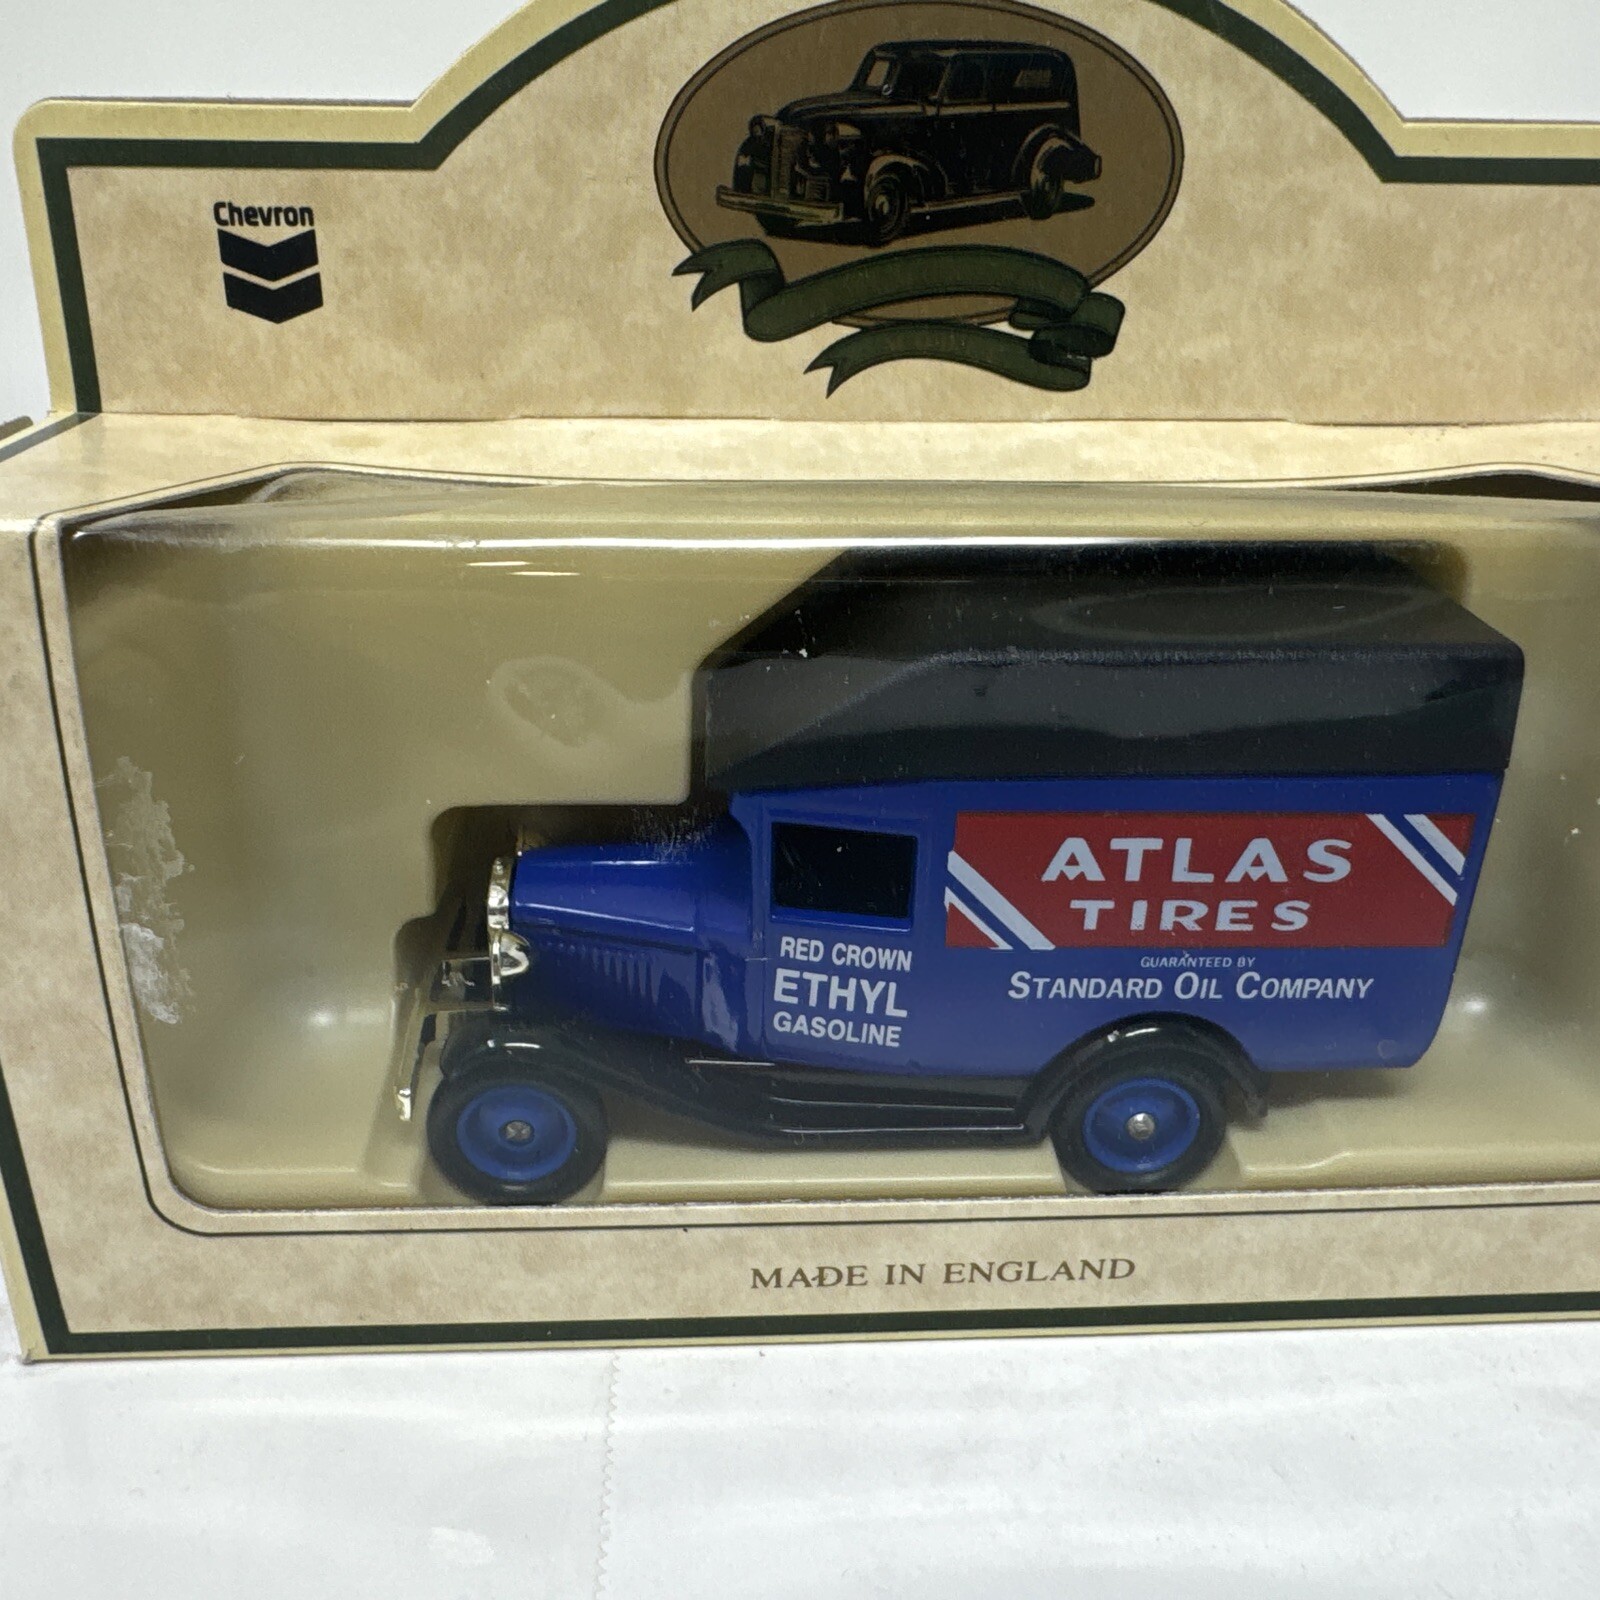 Chevron
ATLAS
TIRES
GUARANTEED BY
STANDARD OIL COMPANY
RED CROWN
ETHYL
GASOLINE
MADE IN ENGLAND